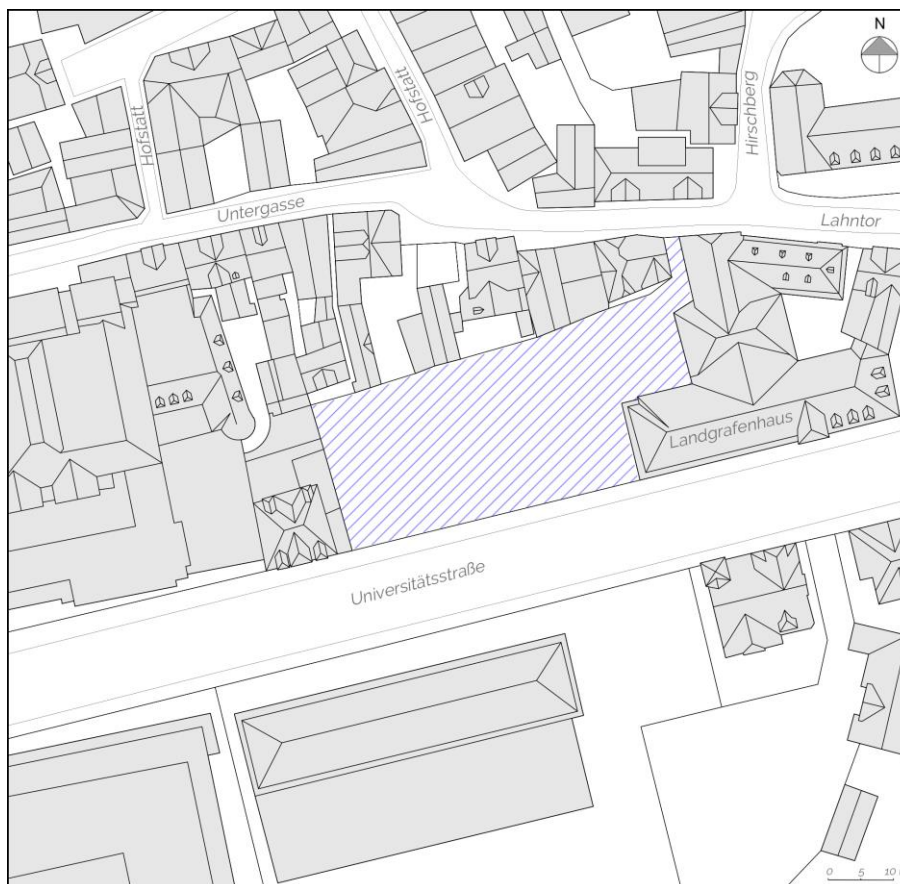 N
Hofstatt
Hofstatt
Hirschberg
Untergasse
Lahntor
Landgrafenhaus
Universitätsstraße
0 5 10